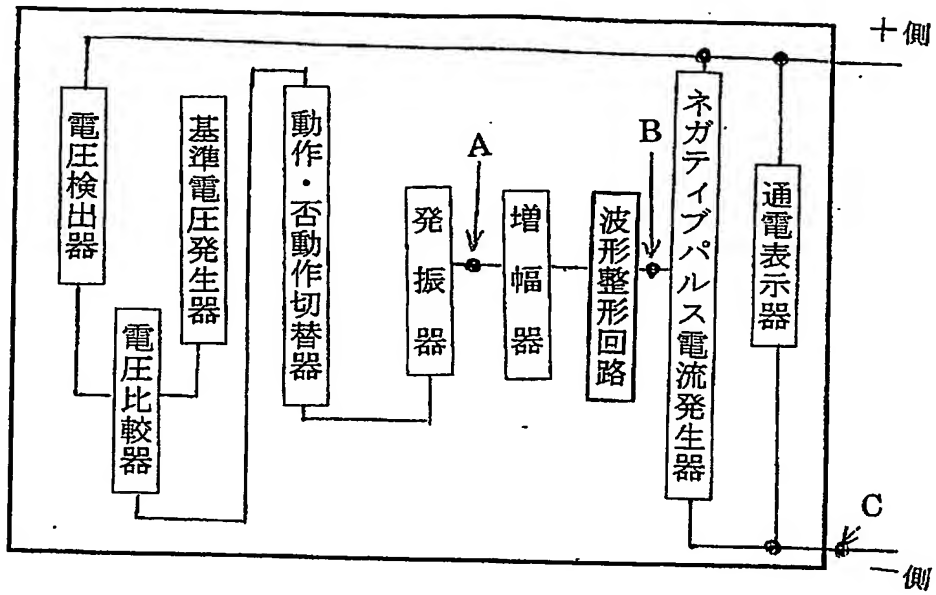 電圧検出器
基準電圧発生器
電圧比較器
動作・否動作切替器
発振器
A
増幅器
波形整形回路
B
ネガティブパルス電流発生器
通電表示器
＋側
C
－側